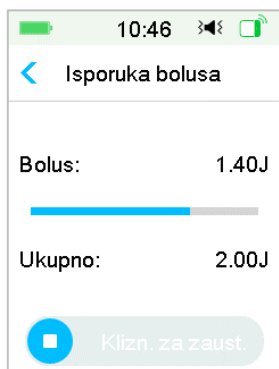 10:46
Isporuka bolusa
Bolus: 1.40J
Ukupno: 2.00J
Klizn. za zaust.